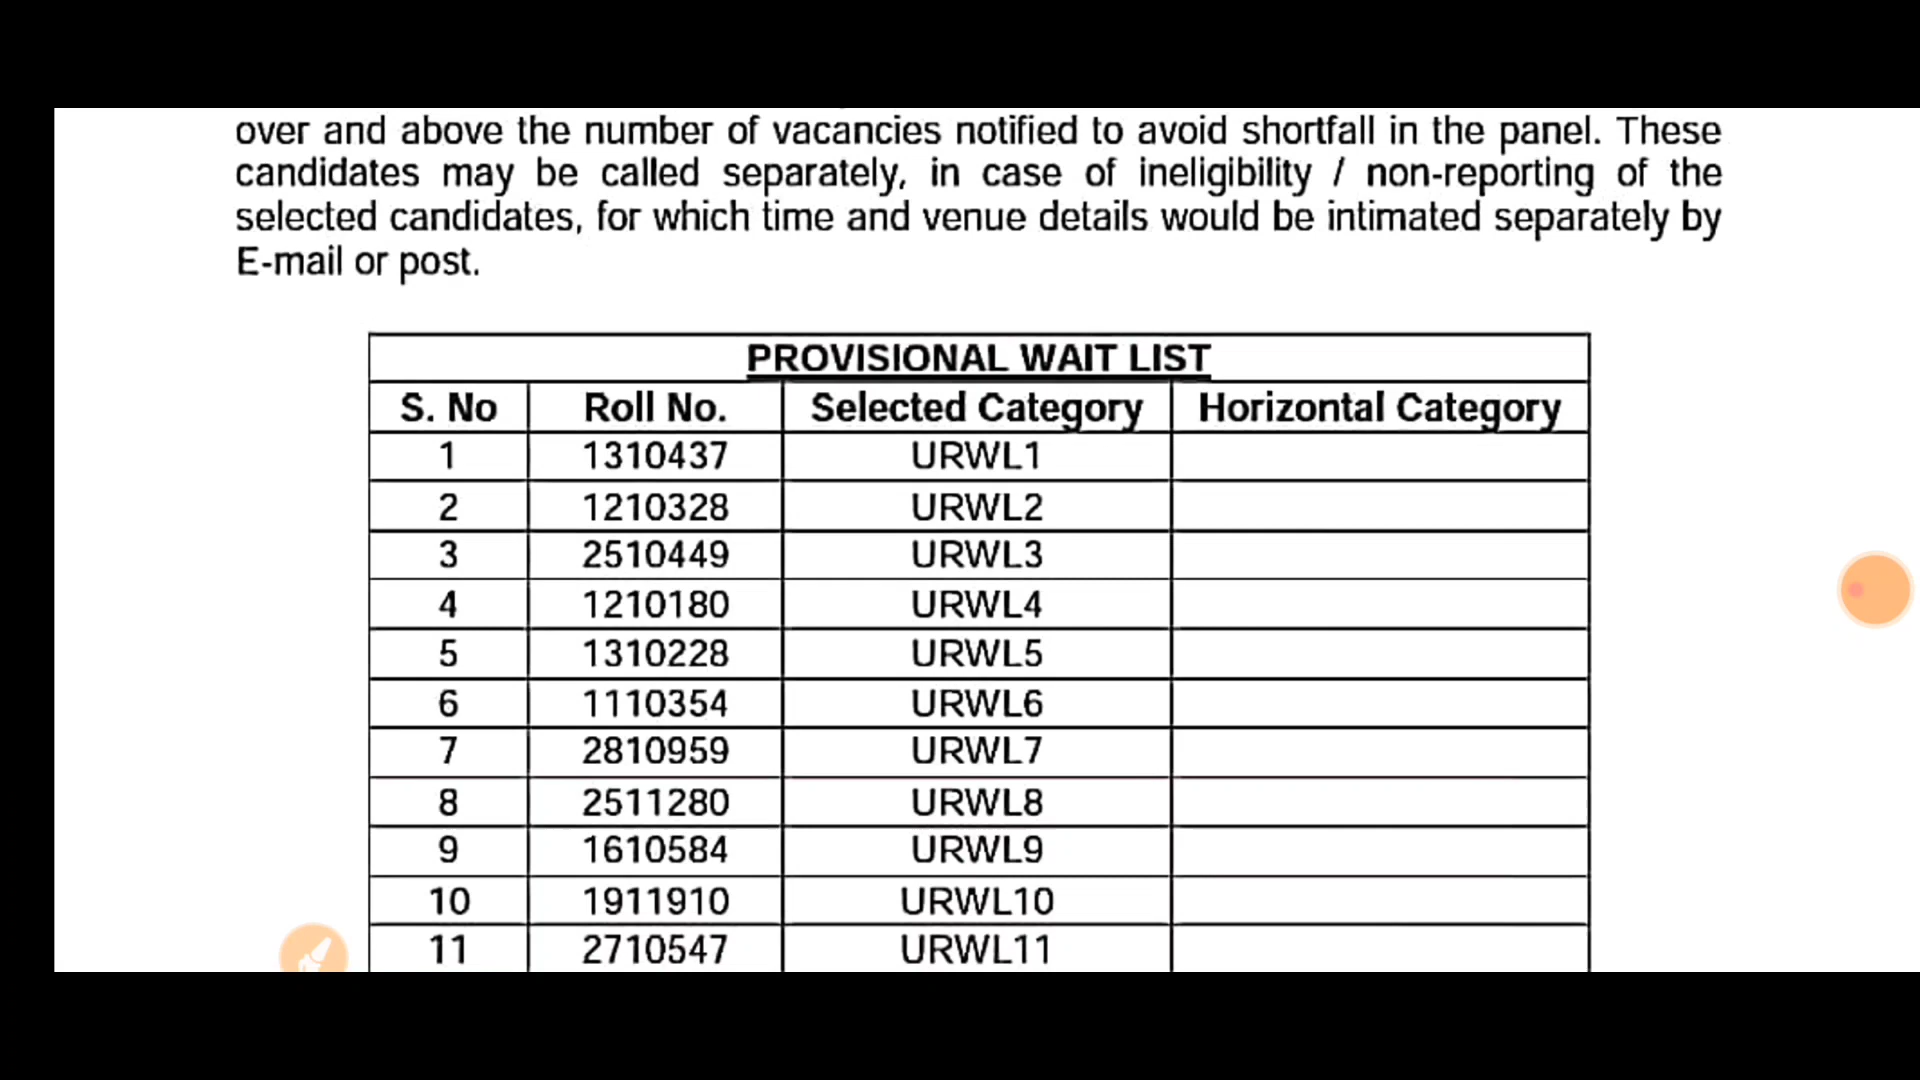 over and above the number of vacancies notified to avoid shortfall in the panel. These
candidates may be called separately, in case of ineligibility / non-reporting of the
selected candidates, for which time and venue details would be intimated separately by
E-mail or post.
PROVISIONAL WAIT LIST
S. No Roll No. Selected Category Horizontal Category
1 1310437 URWL1
2 1210328 URWL2
3 2510449 URWL3
4 1210180 URWL4
5 1310228 URWL5
6 1110354 URWL6
7 2810959 URWL7
8 2511280 URWL8
9 1610584 URWL9
10 1911910 URWL10
11 2710547 URWL11